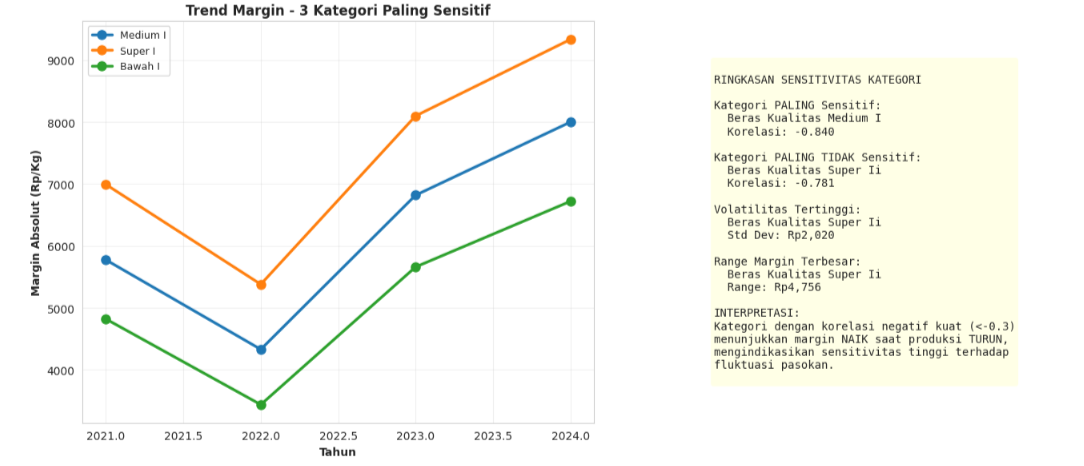 Trend Margin - 3 Kategori Paling Sensitif
Medium I
Super I
Bawah I
Margin Absolut (Rp/Kg)
9000
8000
7000
6000
5000
4000
2021.0
2021.5
2022.0
2022.5
2023.0
2023.5
2024.0
Tahun
RINGKASAN SENSITIVITAS KATEGORI
Kategori PALING Sensitif:
Beras Kualitas Medium I
Korelasi: -0.840
Kategori PALING TIDAK Sensitif:
Beras Kualitas Super Ii
Korelasi: -0.781
Volatilitas Tertinggi:
Beras Kualitas Super Ii
Std Dev: Rp2,020
Range Margin Terbesar:
Beras Kualitas Super Ii
Range: Rp4,756
INTERPRETASI:
Kategori dengan korelasi negatif kuat (<-0.3)
menunjukkan margin NAIK saat produksi TURUN,
mengindikasikan sensitivitas tinggi terhadap
fluktuasi pasokan.